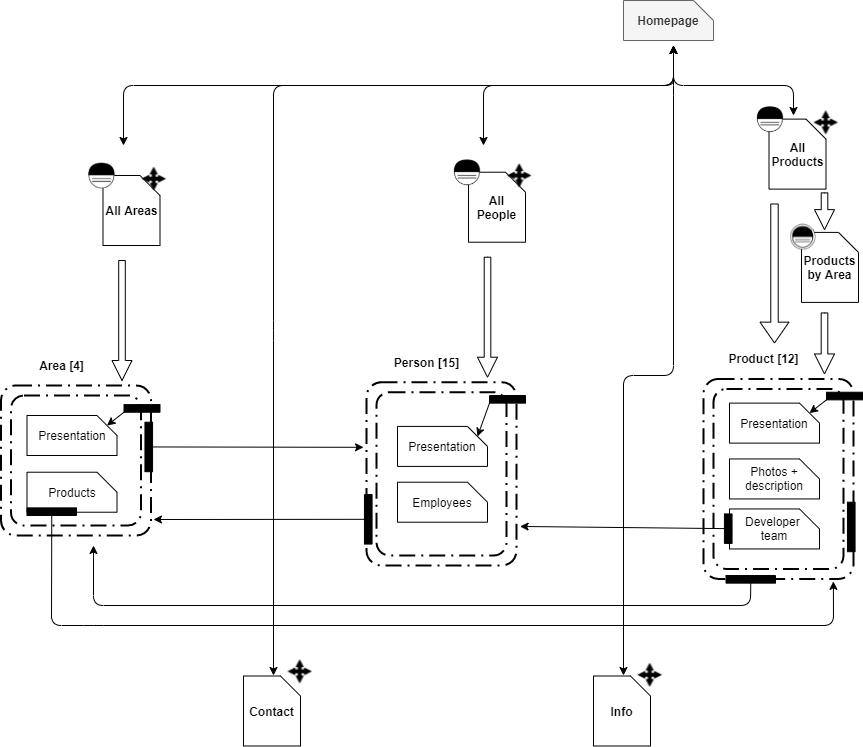 Homepage
All
Products
All Areas
All
People
Products
by Area
Area [4]
Person [15]
Product [12]
Presentation
Products
Presentation
Employees
Presentation
Photos +
description
Developer
team
Contact
Info